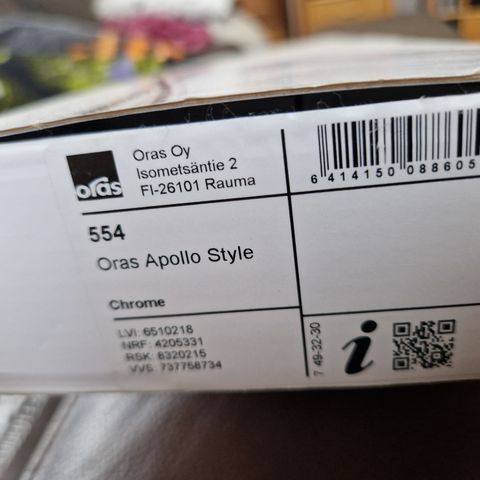 oras
Oras Oy
Isometsäntie 2
FI-26101 Rauma
6 414150 088605
554
Oras Apollo Style
Chrome
LVI: 6510218
NRF: 4205331
RSK: 8320215
VVS: 737758734
7 49-32-30
i